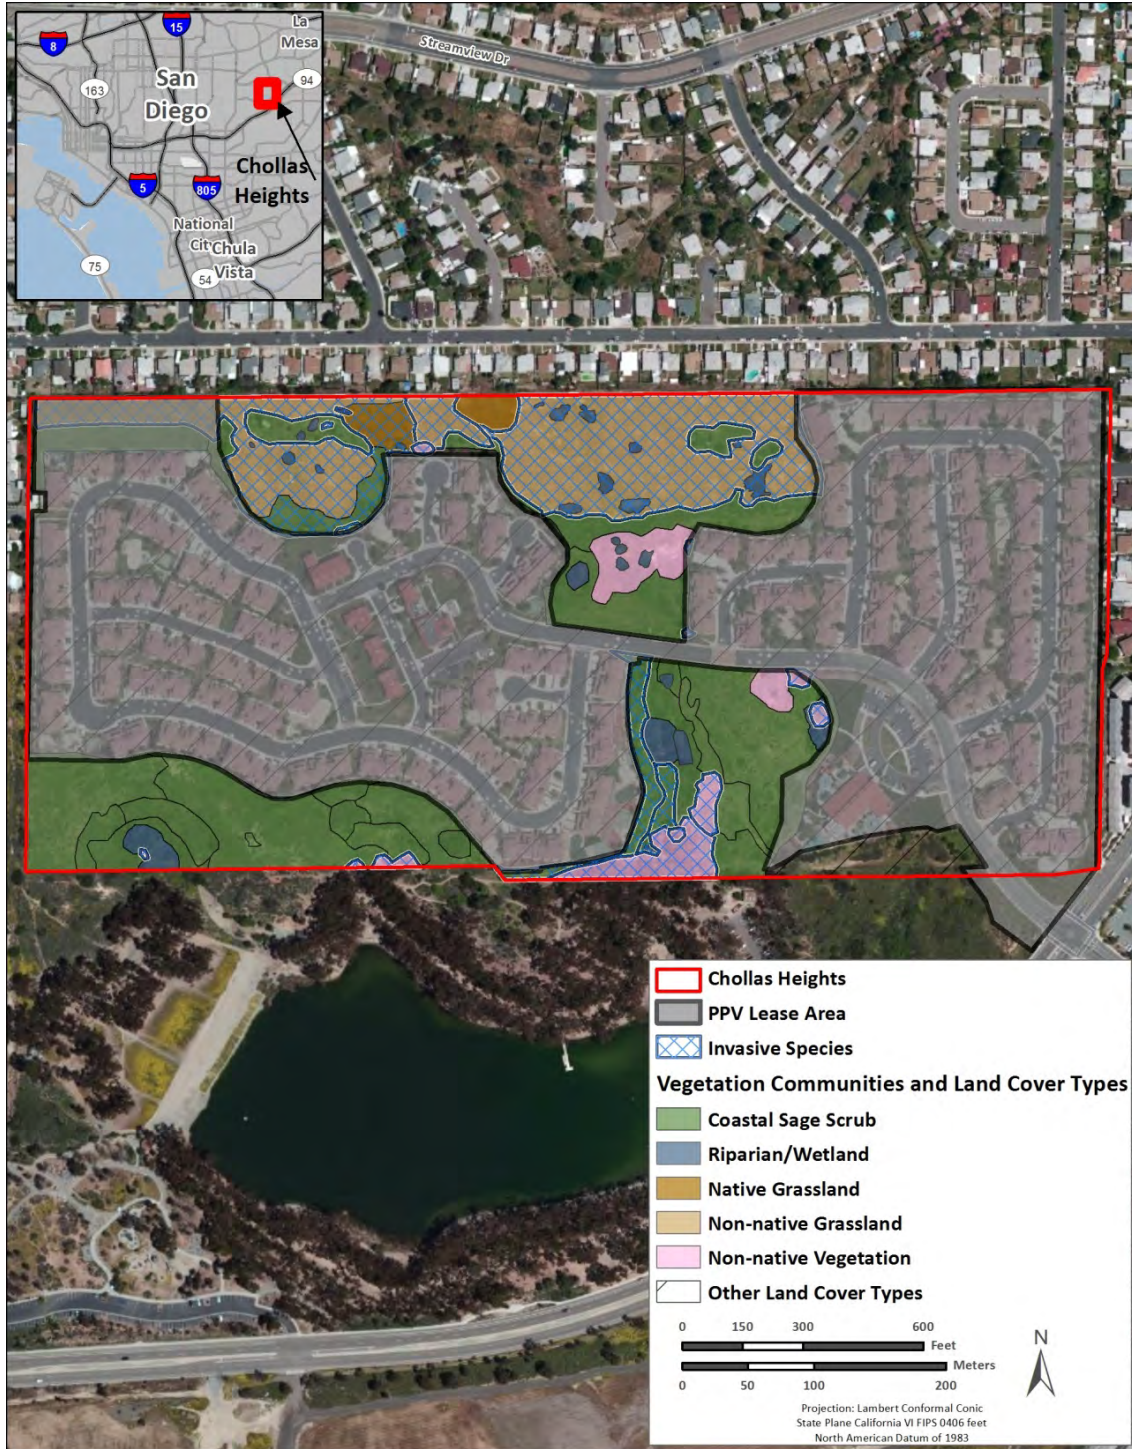 La
Mesa
15
8
Streamview Dr
163
San
Diego
94
Chollas
Heights
5
805
National
City
Chula
Vista
75
54
Chollas Heights
PPV Lease Area
Invasive Species
Vegetation Communities and Land Cover Types
Coastal Sage Scrub
Riparian/Wetland
Native Grassland
Non-native Grassland
Non-native Vegetation
Other Land Cover Types
0 150 300 600
Feet
Meters
0 50 100 200
N
Projection: Lambert Conformal Conic
State Plane California VI FIPS 0406 feet
North American Datum of 1983